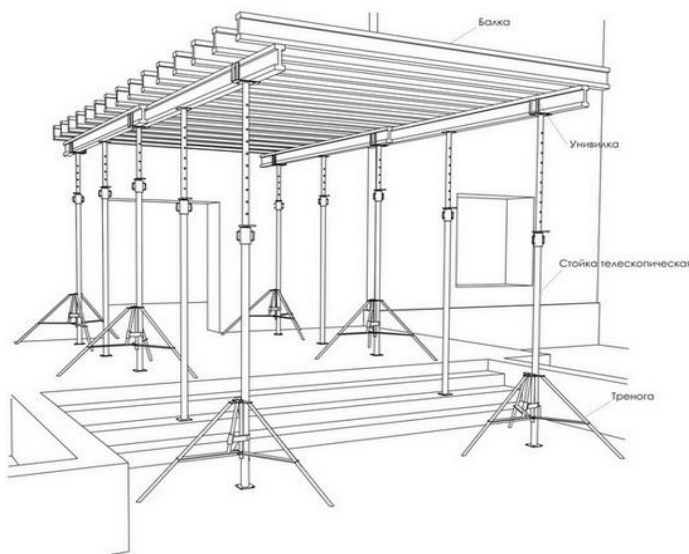 Балка
Унивилка
Стойка телескопическая
Тренога